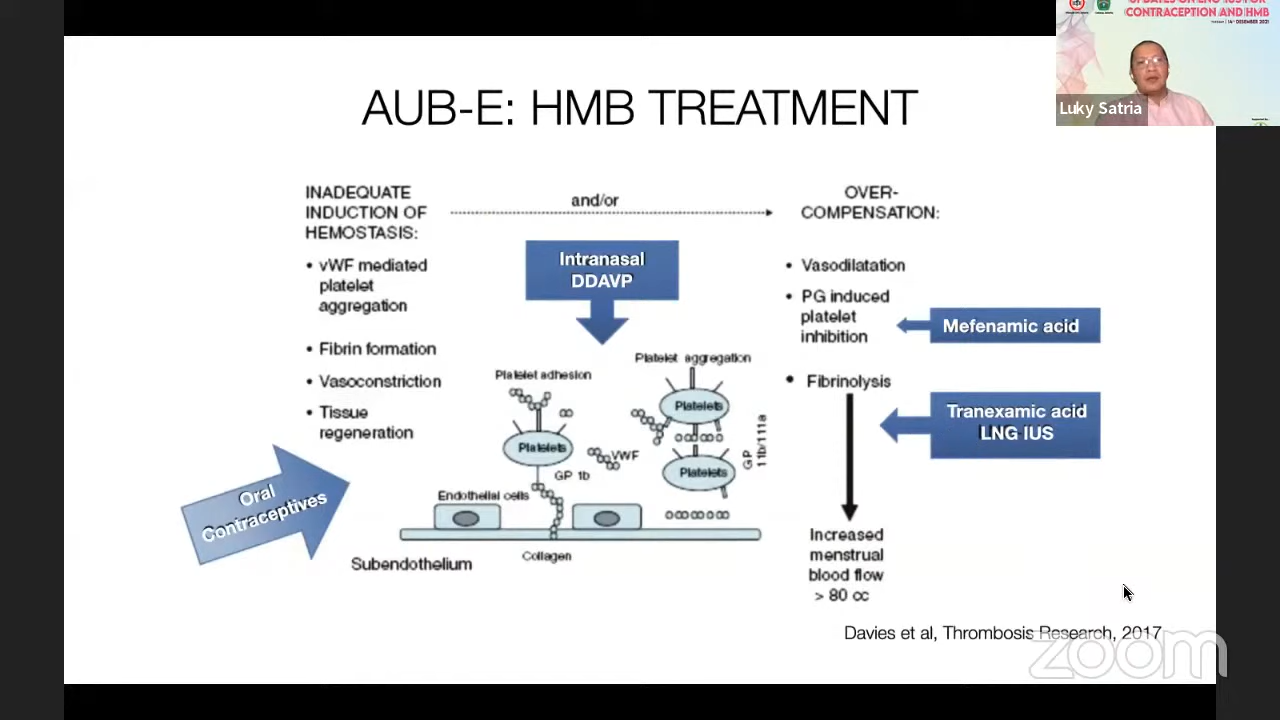 CONTRACEPTION AND HMB
Luky Satria
AUB-E: HMB TREATMENT
INADEQUATE
INDUCTION OF
HEMOSTASIS:
• vWF mediated
platelet
aggregation
• Fibrin formation
• Vasoconstriction
• Tissue
regeneration
and/or
OVER-
COMPENSATION:
• Vasodilatation
• PG induced
platelet
inhibition
• Fibrinolysis
Intranasal
DDAVP
Mefenamic acid
Tranexamic acid
LNG IUS
Oral
Contraceptives
Platelet adhesion
Platelet aggregation
Platelets
Platelets
Platelets
VWF
GP 1b
GP
11b/111a
Endothelial cells
Subendothelium
Collagen
Increased
menstrual
blood flow
> 80 cc
Davies et al, Thrombosis Research, 2017
zoom